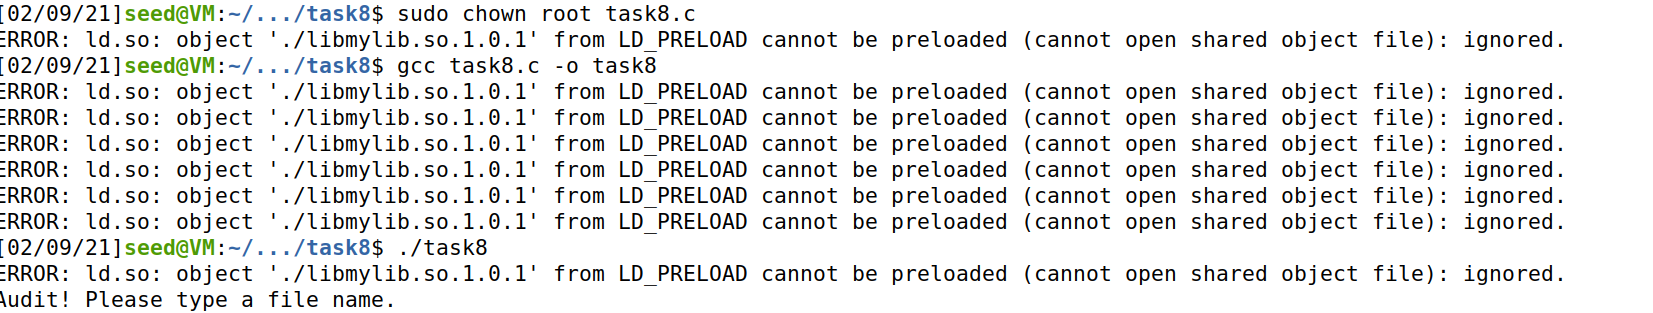 [02/09/21]seed@VM:~/.../task8$ sudo chown root task8.c
ERROR: ld.so: object './libmylib.so.1.0.1' from LD_PRELOAD cannot be preloaded (cannot open shared object file): ignored.
[02/09/21]seed@VM:~/.../task8$ gcc task8.c -o task8
ERROR: ld.so: object './libmylib.so.1.0.1' from LD_PRELOAD cannot be preloaded (cannot open shared object file): ignored.
ERROR: ld.so: object './libmylib.so.1.0.1' from LD_PRELOAD cannot be preloaded (cannot open shared object file): ignored.
ERROR: ld.so: object './libmylib.so.1.0.1' from LD_PRELOAD cannot be preloaded (cannot open shared object file): ignored.
ERROR: ld.so: object './libmylib.so.1.0.1' from LD_PRELOAD cannot be preloaded (cannot open shared object file): ignored.
ERROR: ld.so: object './libmylib.so.1.0.1' from LD_PRELOAD cannot be preloaded (cannot open shared object file): ignored.
ERROR: ld.so: object './libmylib.so.1.0.1' from LD_PRELOAD cannot be preloaded (cannot open shared object file): ignored.
[02/09/21]seed@VM:~/.../task8$ ./task8
ERROR: ld.so: object './libmylib.so.1.0.1' from LD_PRELOAD cannot be preloaded (cannot open shared object file): ignored.
Audit! Please type a file name.